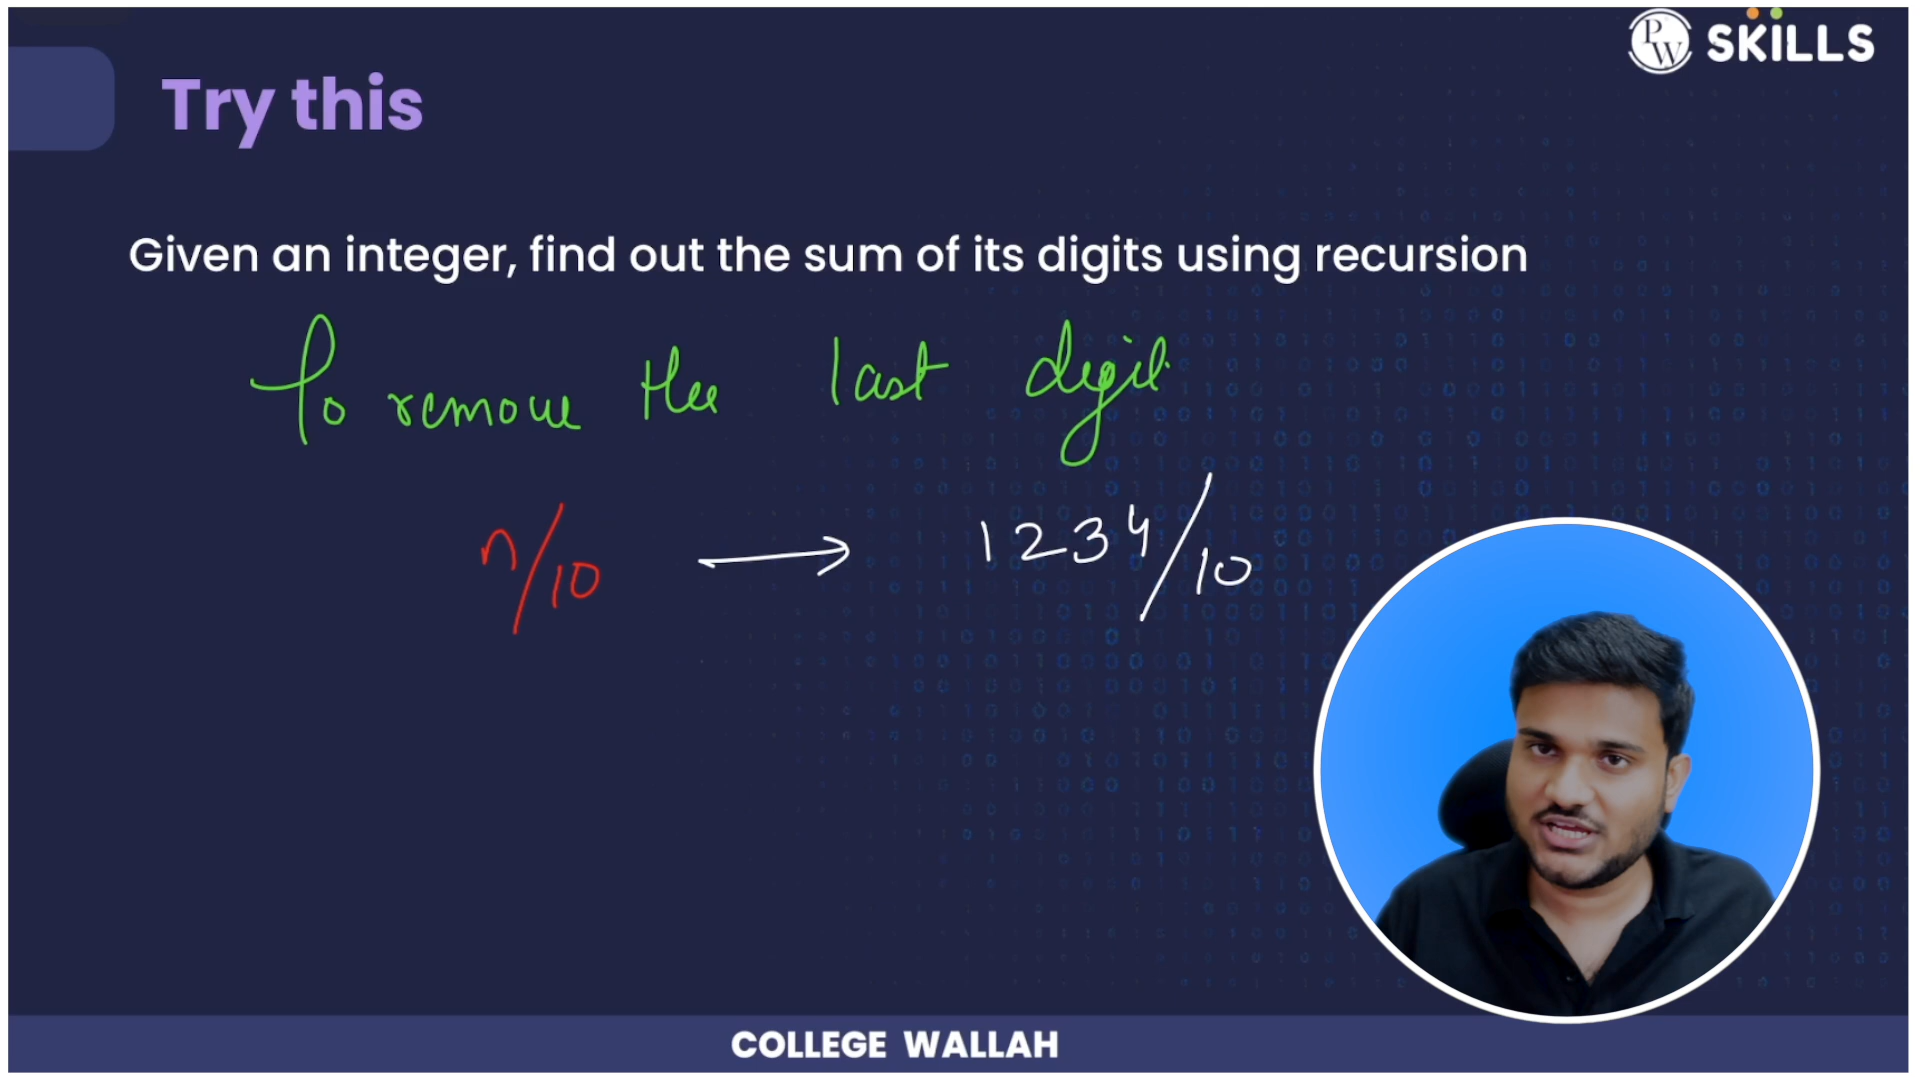 PW SKILLS
Try this
Given an integer, find out the sum of its digits using recursion
To remove the last digit
n/10 → 1234/10
COLLEGE WALLAH